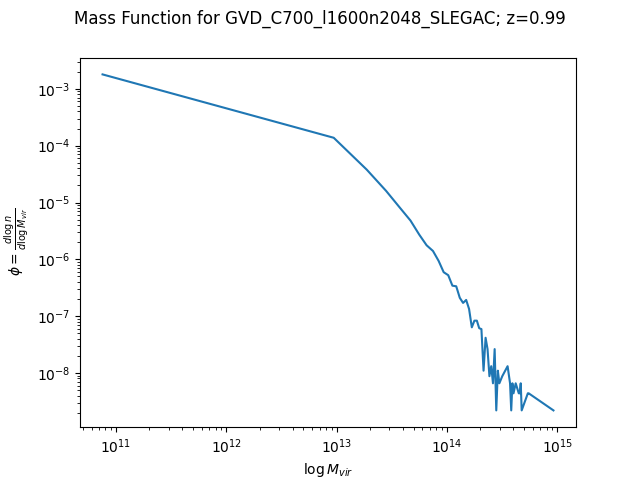 Mass Function for GVD_C700_l1600n2048_SLEGAC; z=0.99
10⁻³
10⁻⁴
10⁻⁵
10⁻⁶
10⁻⁷
10⁻⁸
ϕ = d log n / d log M_vir
10¹¹ 10¹² 10¹³ 10¹⁴ 10¹⁵
log M_vir